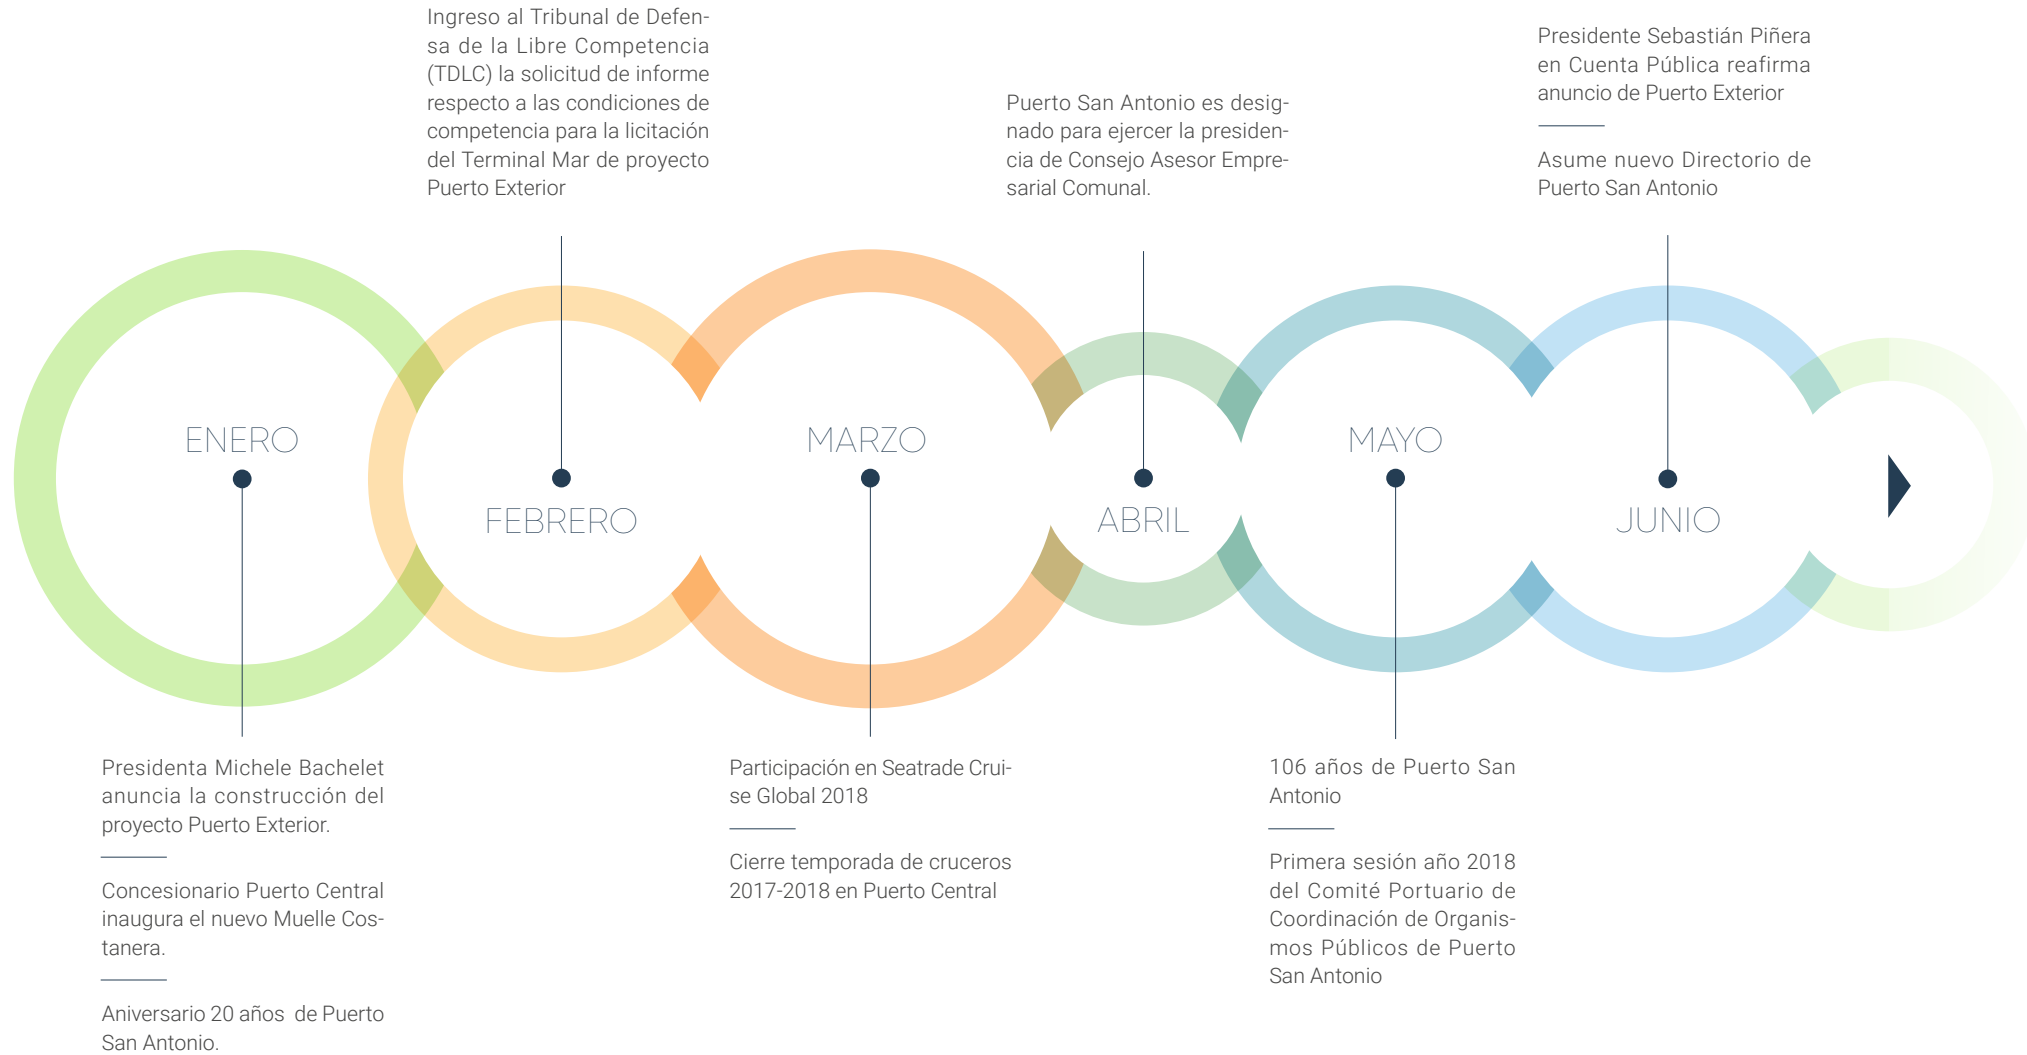 Ingreso al Tribunal de Defen-
sa de la Libre Competencia
(TDLC) la solicitud de informe
respecto a las condiciones de
competencia para la licitación
del Terminal Mar de proyecto
Puerto Exterior
Puerto San Antonio es desig-
nado para ejercer la presiden-
cia de Consejo Asesor Empre-
sarial Comunal.
Presidente Sebastián Piñera
en Cuenta Pública reafirma
anuncio de Puerto Exterior
Asume nuevo Directorio de
Puerto San Antonio
ENERO
FEBRERO
MARZO
ABRIL
MAYO
JUNIO
Presidenta Michele Bachelet
anuncia la construcción del
proyecto Puerto Exterior.
Concesionario Puerto Central
inaugura el nuevo Muelle Cos-
tanera.
Aniversario 20 años de Puerto
San Antonio.
Participación en Seatrade Crui-
se Global 2018
Cierre temporada de cruceros
2017-2018 en Puerto Central
106 años de Puerto San
Antonio
Primera sesión año 2018
del Comité Portuario de
Coordinación de Organis-
mos Públicos de Puerto
San Antonio